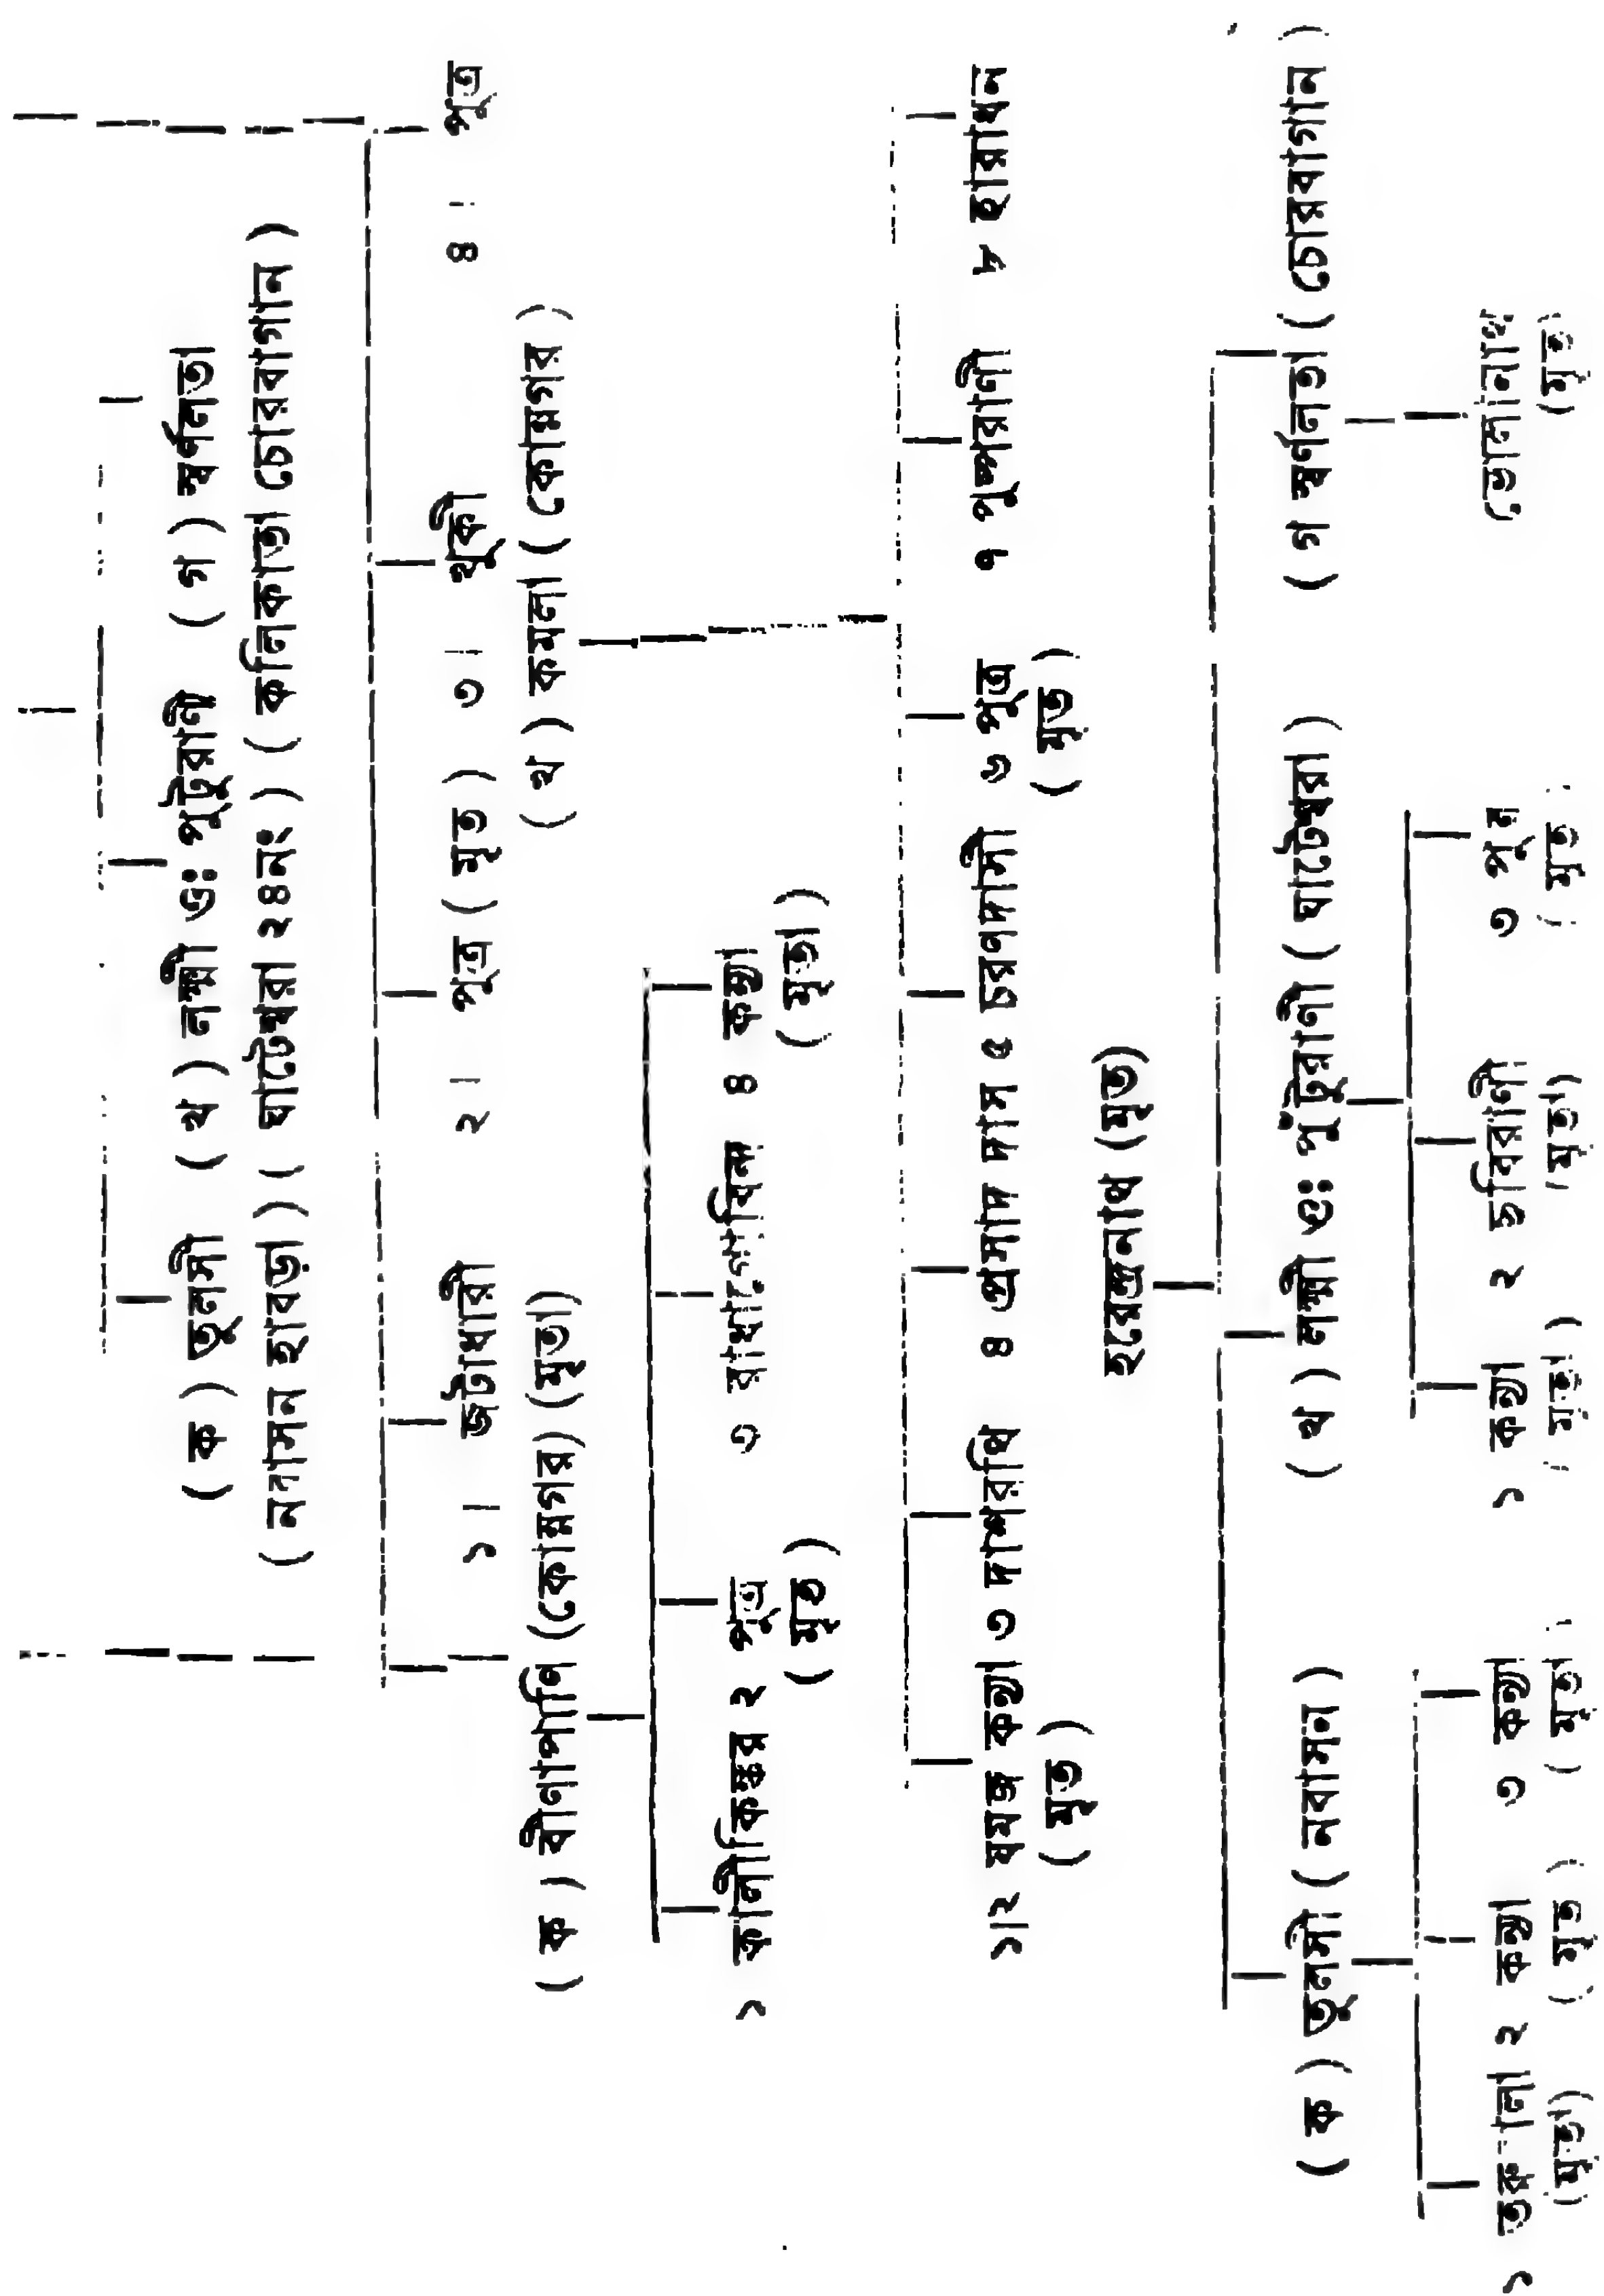 ( ক ) তুলসী ( খ ) লক্ষ্মী ওঃ পুটুরাণী ( গ ) স্বর্ণলতা
( নবাসন হাবড়া ) ( ঘাটেশ্বরা ২৪নং ) ( কলিকাতা চোরবাগান )
১ । জটাধারী ২ । পুত্র ( মৃত ) ৩ । খুকী ৪ । পুত্র
( ক ) বীণাপাণি (কোন্নগর) (মৃতা) ( খ ) কমলা ( কোন্নগর )
১ কালীকিঙ্কর ২ পুত্র ৩ রাধাগোবিন্দ ৪ কন্যা
( মৃত ) ( মৃতা )
১।২ যমজ কন্যা ৩ দাশরথি ৪ প্রসাদ দাস ৫ চরণদাসী ৬ পুত্র ৭ পুষ্পরাণী ৮ হারাধন
( মৃত ) ( মৃত )
হরেন্দ্রনাথ (মৃত)
( ক ) তুলসী ( নবাসন ) ( খ ) লক্ষ্মী ওঃ পুঁটুরাণী ( ঘাটেশ্বরা ) ( গ স্বর্ণলতা ( চোরবাগান )
১ ২ কন্যা ৩ কন্যা ১ কন্যা ২ ছবিরাণী ৩ পুত্র ভোলানাথ
(মৃতা) ( মৃত ) ( মৃতা ) ( মৃতা ) (মৃতা) ( মৃত ) (মৃত)